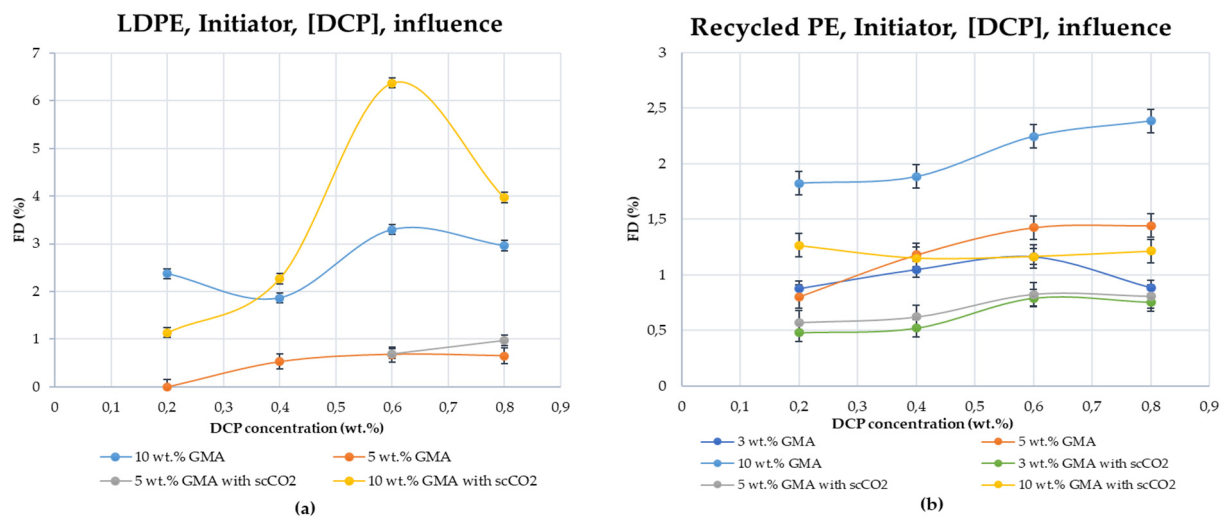 LDPE, Initiator, [DCP], influence
7
6
5
4
3
2
1
0
FD (%)
0 0,1 0,2 0,3 0,4 0,5 0,6 0,7 0,8 0,9
DCP concentration (wt.%)
10 wt.% GMA 5 wt.% GMA
5 wt.% GMA with scCO2 10 wt.% GMA with scCO2
(a)
Recycled PE, Initiator, [DCP], influence
3
2,5
2
1,5
1
0,5
0
FD (%)
0 0,1 0,2 0,3 0,4 0,5 0,6 0,7 0,8 0,9
DCP concentration (wt.%)
3 wt.% GMA 5 wt.% GMA
10 wt.% GMA 3 wt.% GMA with scCO2
5 wt.% GMA with scCO2 10 wt.% GMA with scCO2
(b)